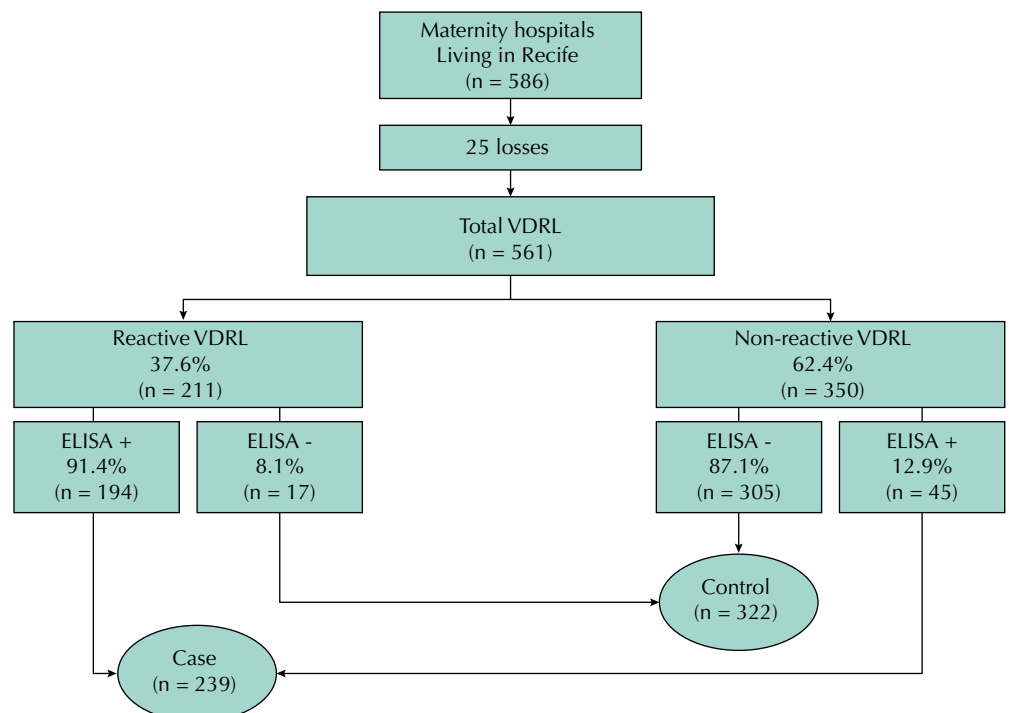 Maternity hospitals
Living in Recife
(n = 586)
25 losses
Total VDRL
(n = 561)
Reactive VDRL
37.6%
(n = 211)
Non-reactive VDRL
62.4%
(n = 350)
ELISA +
91.4%
(n = 194)
ELISA -
8.1%
(n = 17)
ELISA -
87.1%
(n = 305)
ELISA +
12.9%
(n = 45)
Control
(n = 322)
Case
(n = 239)